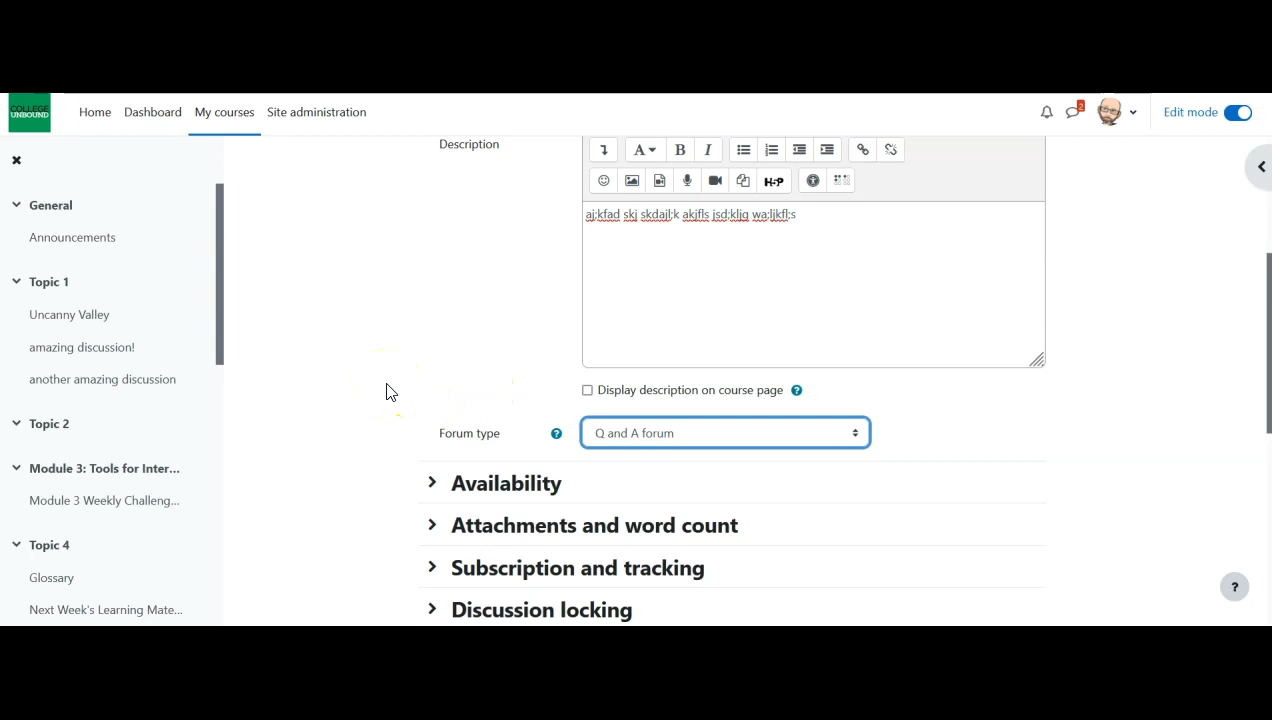 COLLEGE
UNBOUND
Home Dashboard My courses Site administration
2
Edit mode
General
Announcements
Topic 1
Uncanny Valley
amazing discussion!
another amazing discussion
Topic 2
Module 3: Tools for Inter...
Module 3 Weekly Challeng...
Topic 4
Glossary
Next Week's Learning Mate...
Description
A B I
H5P
aj;kfad skj skdajl;k akjfls jsd;kljg wa;ljkfl;s
Display description on course page ?
Forum type ? Q and A forum
Availability
Attachments and word count
Subscription and tracking
Discussion locking
?